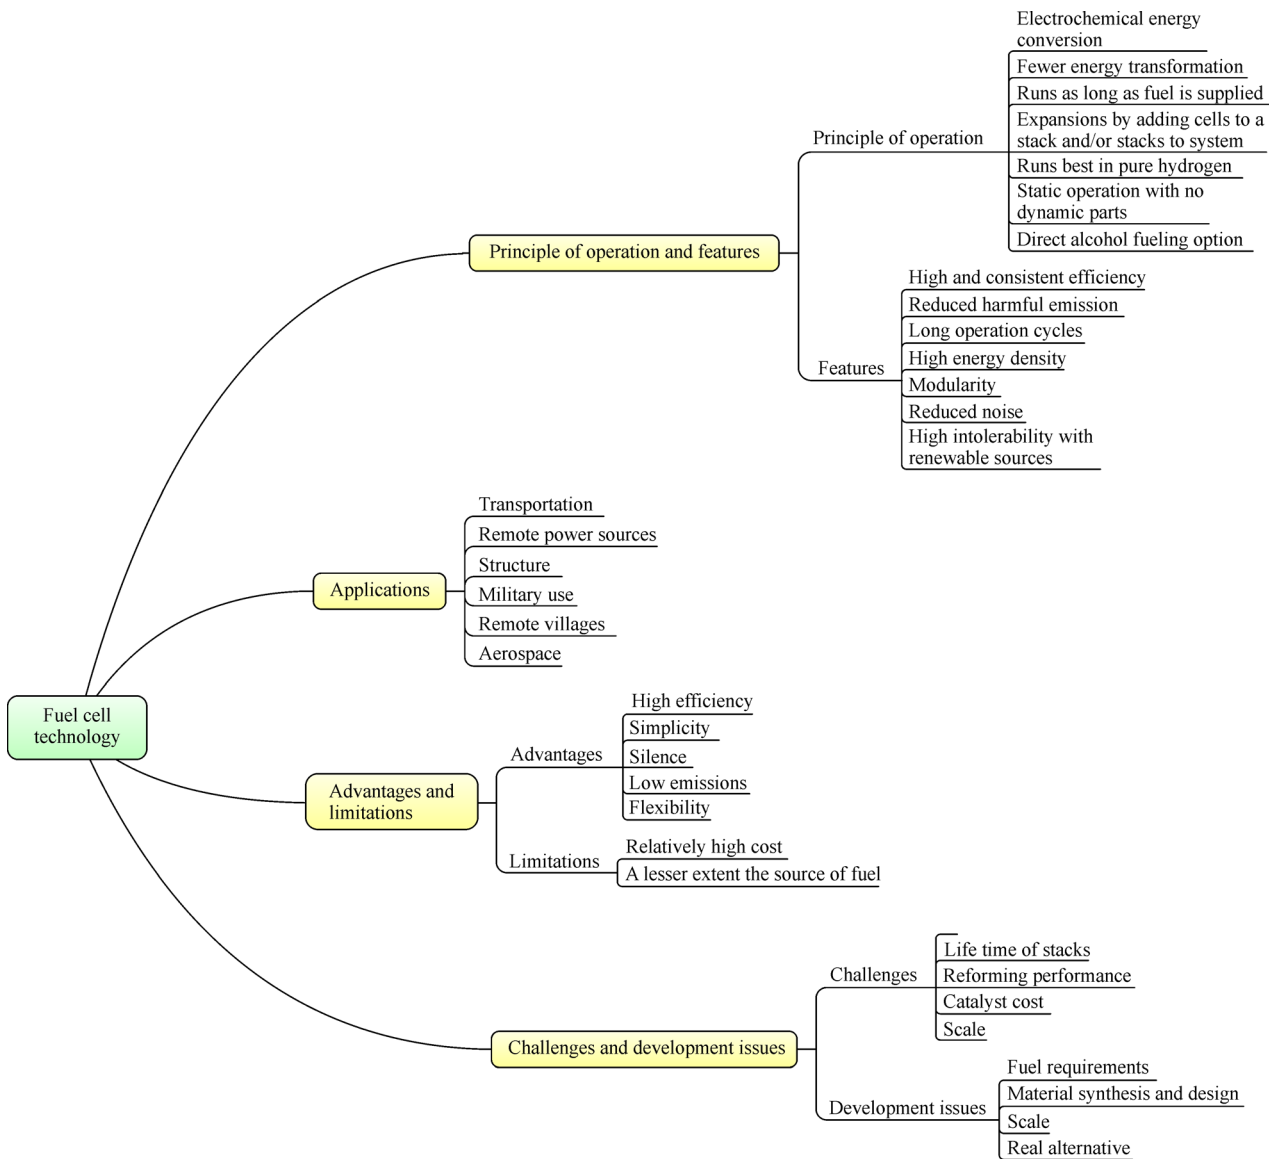 Fuel cell
technology
Principle of operation and features
Principle of operation
Electrochemical energy
conversion
Fewer energy transformation
Runs as long as fuel is supplied
Expansions by adding cells to a
stack and/or stacks to system
Runs best in pure hydrogen
Static operation with no
dynamic parts
Direct alcohol fueling option
Features
High and consistent efficiency
Reduced harmful emission
Long operation cycles
High energy density
Modularity
Reduced noise
High intolerability with
renewable sources
Applications
Transportation
Remote power sources
Structure
Military use
Remote villages
Aerospace
Advantages and
limitations
Advantages
High efficiency
Simplicity
Silence
Low emissions
Flexibility
Limitations
Relatively high cost
A lesser extent the source of fuel
Challenges and development issues
Challenges
Life time of stacks
Reforming performance
Catalyst cost
Scale
Development issues
Fuel requirements
Material synthesis and design
Scale
Real alternative